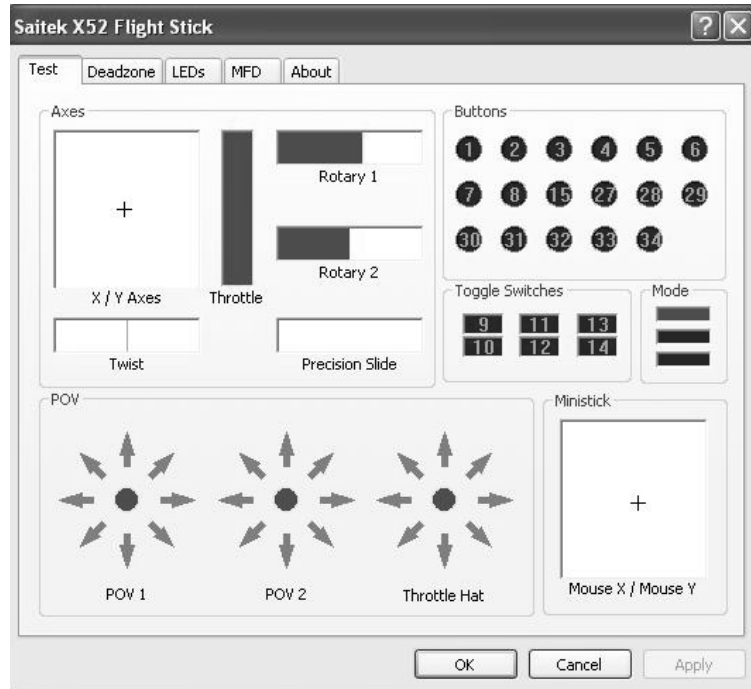 Saitek X52 Flight Stick
Test Deadzone LEDs MFD About
Axes
X / Y Axes
Throttle
Rotary 1
Rotary 2
Twist
Precision Slide
Buttons
1 2 3 4 5 6
7 8 15 27 28 29
30 31 32 33 34
Toggle Switches
9 11 13
10 12 14
Mode
POV
POV 1
POV 2
Throttle Hat
Ministick
Mouse X / Mouse Y
OK Cancel Apply